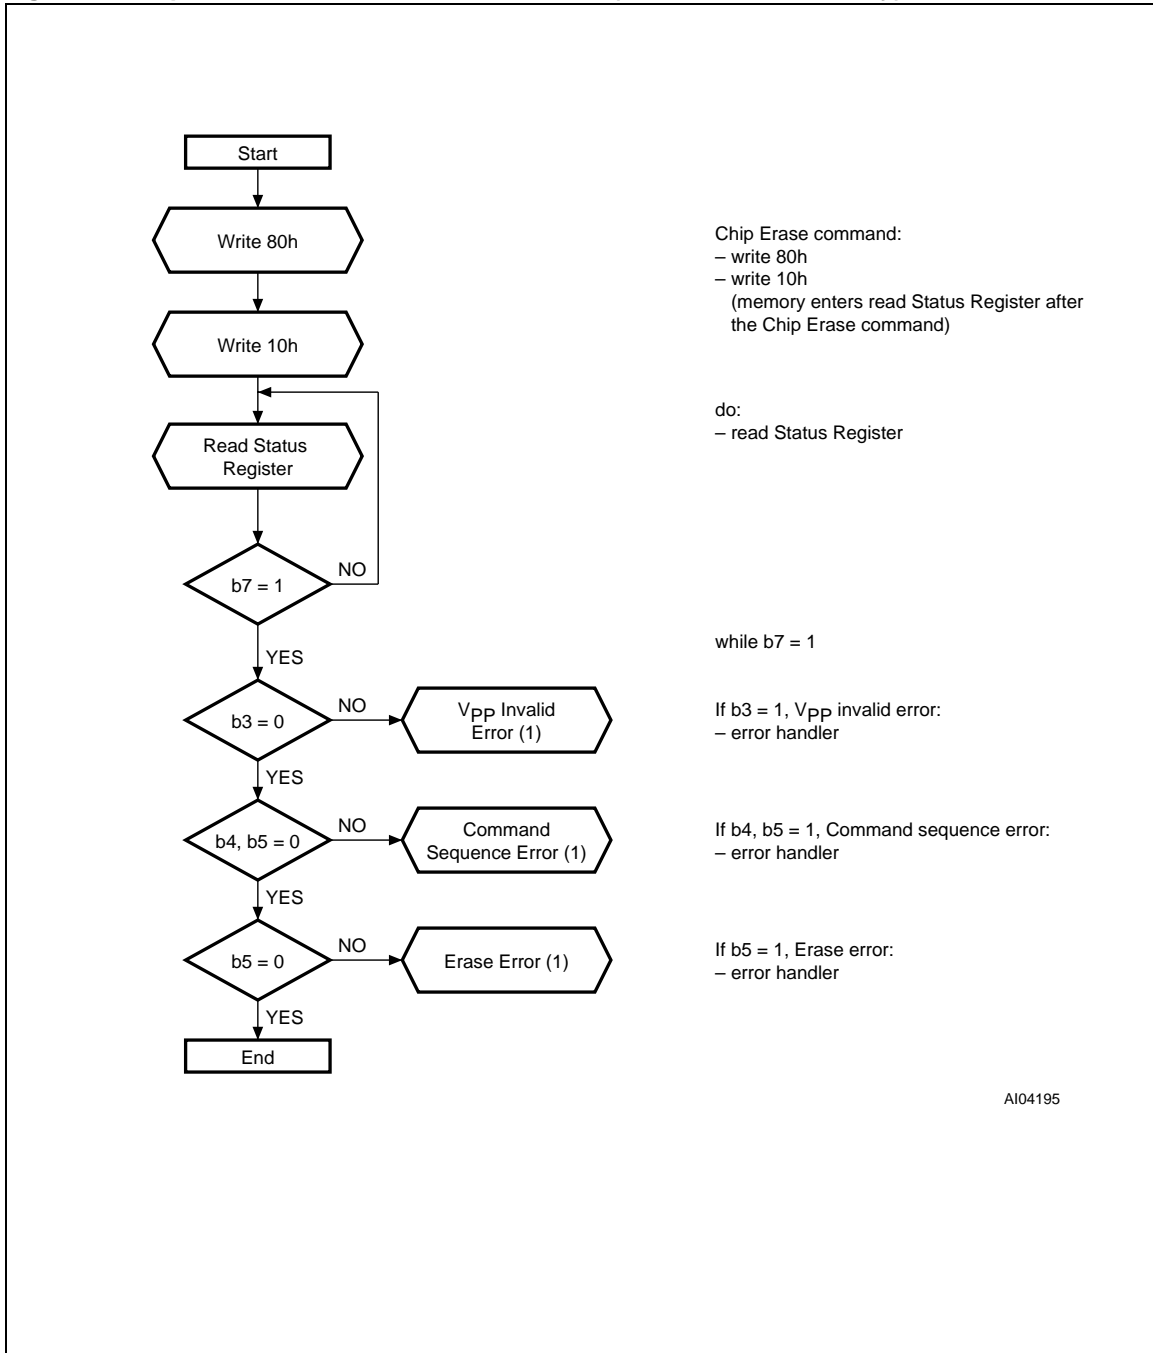 Start
Write 80h
Chip Erase command:
– write 80h
– write 10h
(memory enters read Status Register after
the Chip Erase command)
Write 10h
do:
– read Status Register
Read Status
Register
b7 = 1
NO
while b7 = 1
YES
b3 = 0
NO
VPP Invalid
Error (1)
If b3 = 1, VPP invalid error:
– error handler
YES
b4, b5 = 0
NO
Command
Sequence Error (1)
If b4, b5 = 1, Command sequence error:
– error handler
YES
b5 = 0
NO
Erase Error (1)
If b5 = 1, Erase error:
– error handler
YES
End
AI04195